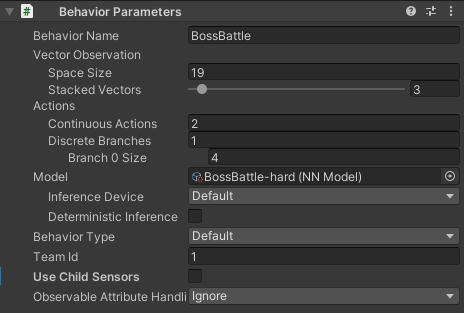 Behavior Parameters
Behavior Name BossBattle
Vector Observation
Space Size 19
Stacked Vectors 3
Actions
Continuous Actions 2
Discrete Branches 1
Branch 0 Size 4
Model BossBattle-hard (NN Model)
Inference Device Default
Deterministic Inference
Behavior Type Default
Team Id 1
Use Child Sensors
Observable Attribute Handli Ignore